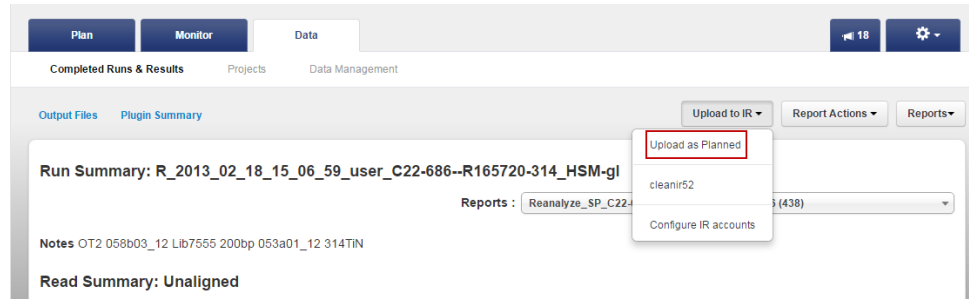 Plan Monitor Data 18
Completed Runs & Results Projects Data Management
Output Files Plugin Summary Upload to IR Report Actions Reports
Upload as Planned
Run Summary: R_2013_02_18_15_06_59_user_C22-686--R165720-314_HSM-gl
cleanir52
Reports : Reanalyze_SP_C22- (438)
Configure IR accounts
Notes OT2 058b03_12 Lib7555 200bp 053a01_12 314TiN
Read Summary: Unaligned